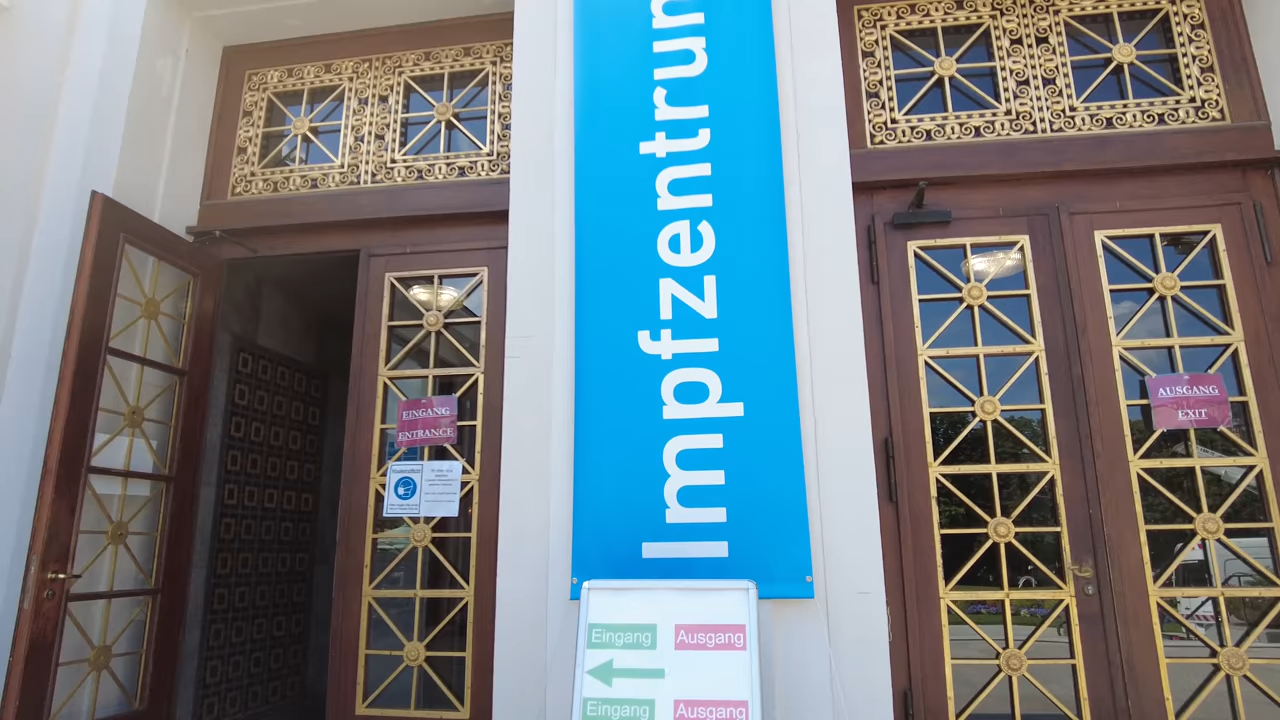 Impfzentrum
EINGANG
ENTRANCE
AUSGANG
EXIT
Eingang
Ausgang
Eingang
Ausgang